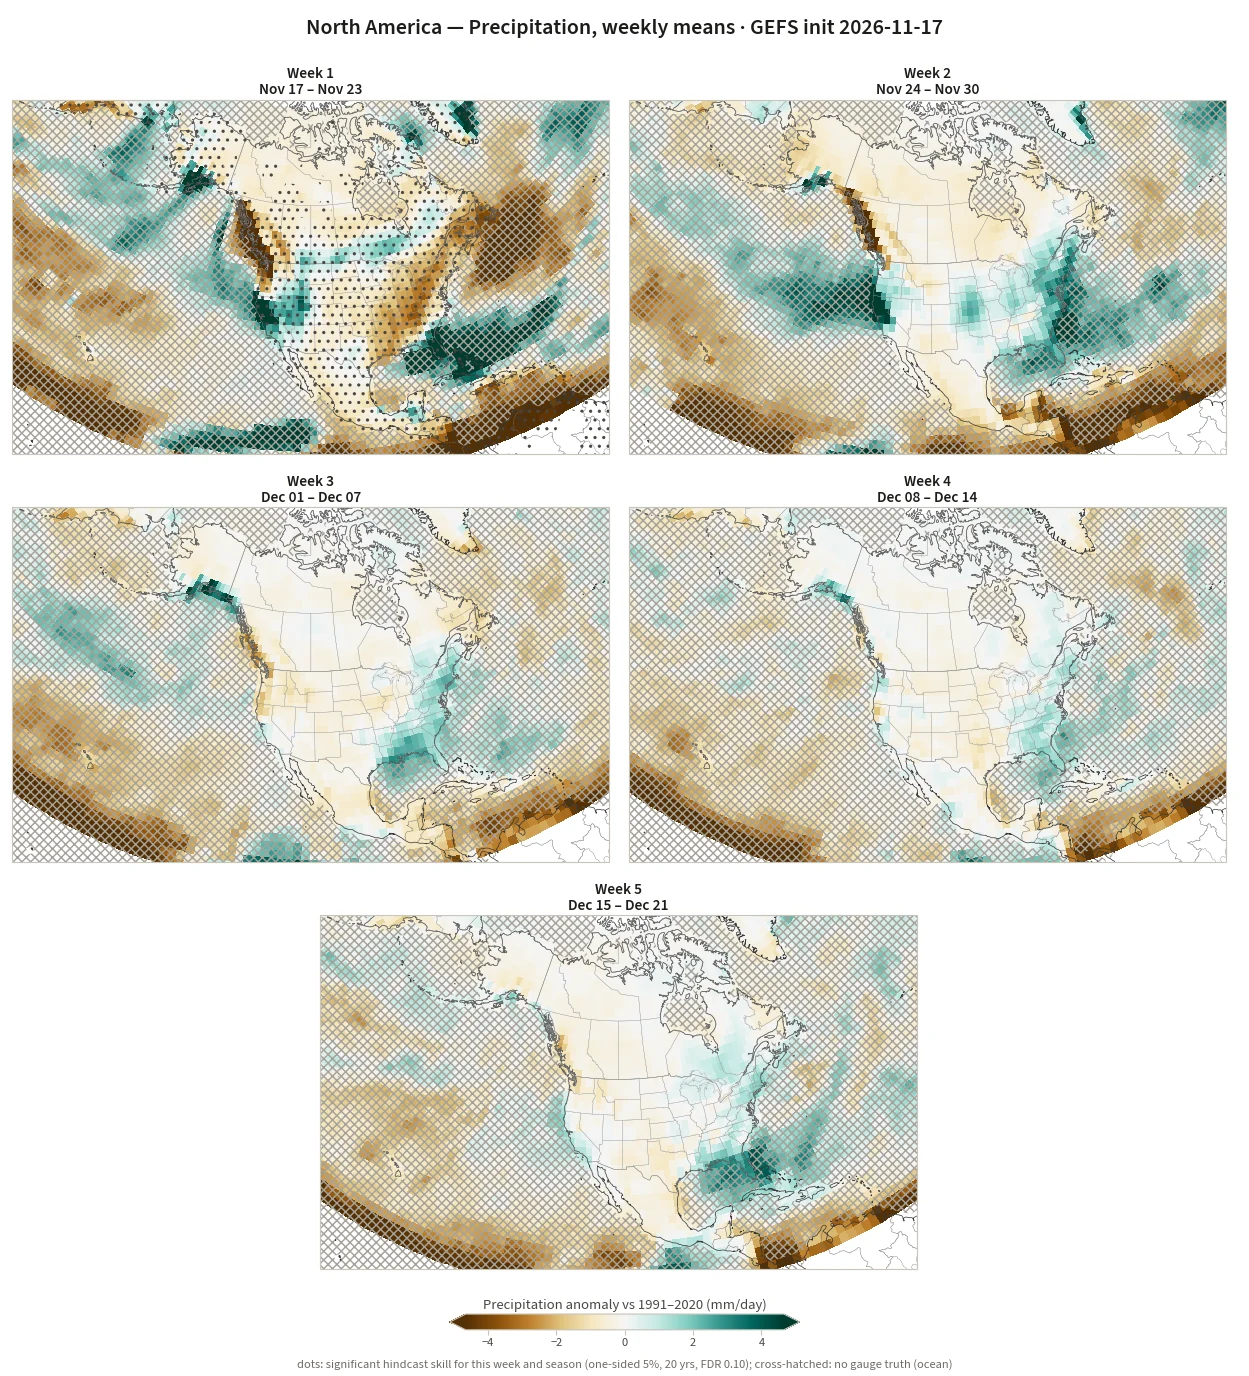 North America — Precipitation, weekly means · GEFS init 2026-11-17
Week 1
Nov 17 – Nov 23
Week 2
Nov 24 – Nov 30
Week 3
Dec 01 – Dec 07
Week 4
Dec 08 – Dec 14
Week 5
Dec 15 – Dec 21
Precipitation anomaly vs 1991–2020 (mm/day)
−4 −2 0 2 4
dots: significant hindcast skill for this week and season (one-sided 5%, 20 yrs, FDR 0.10); cross-hatched: no gauge truth (ocean)